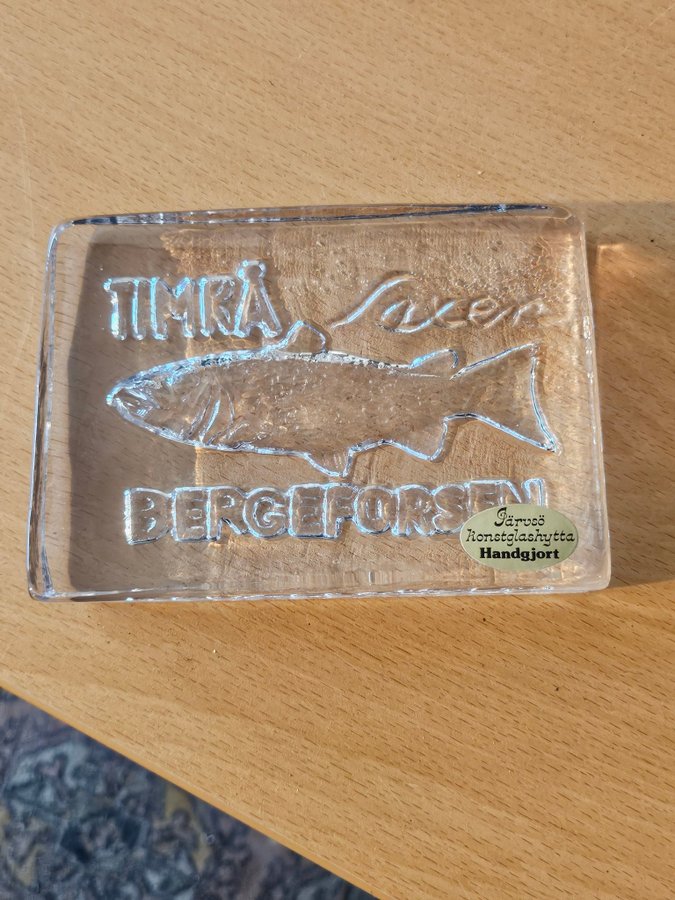 TIMRÅ Laxen
BERGEFORSEN
Järvsö
Konstglashytta
Handgjort